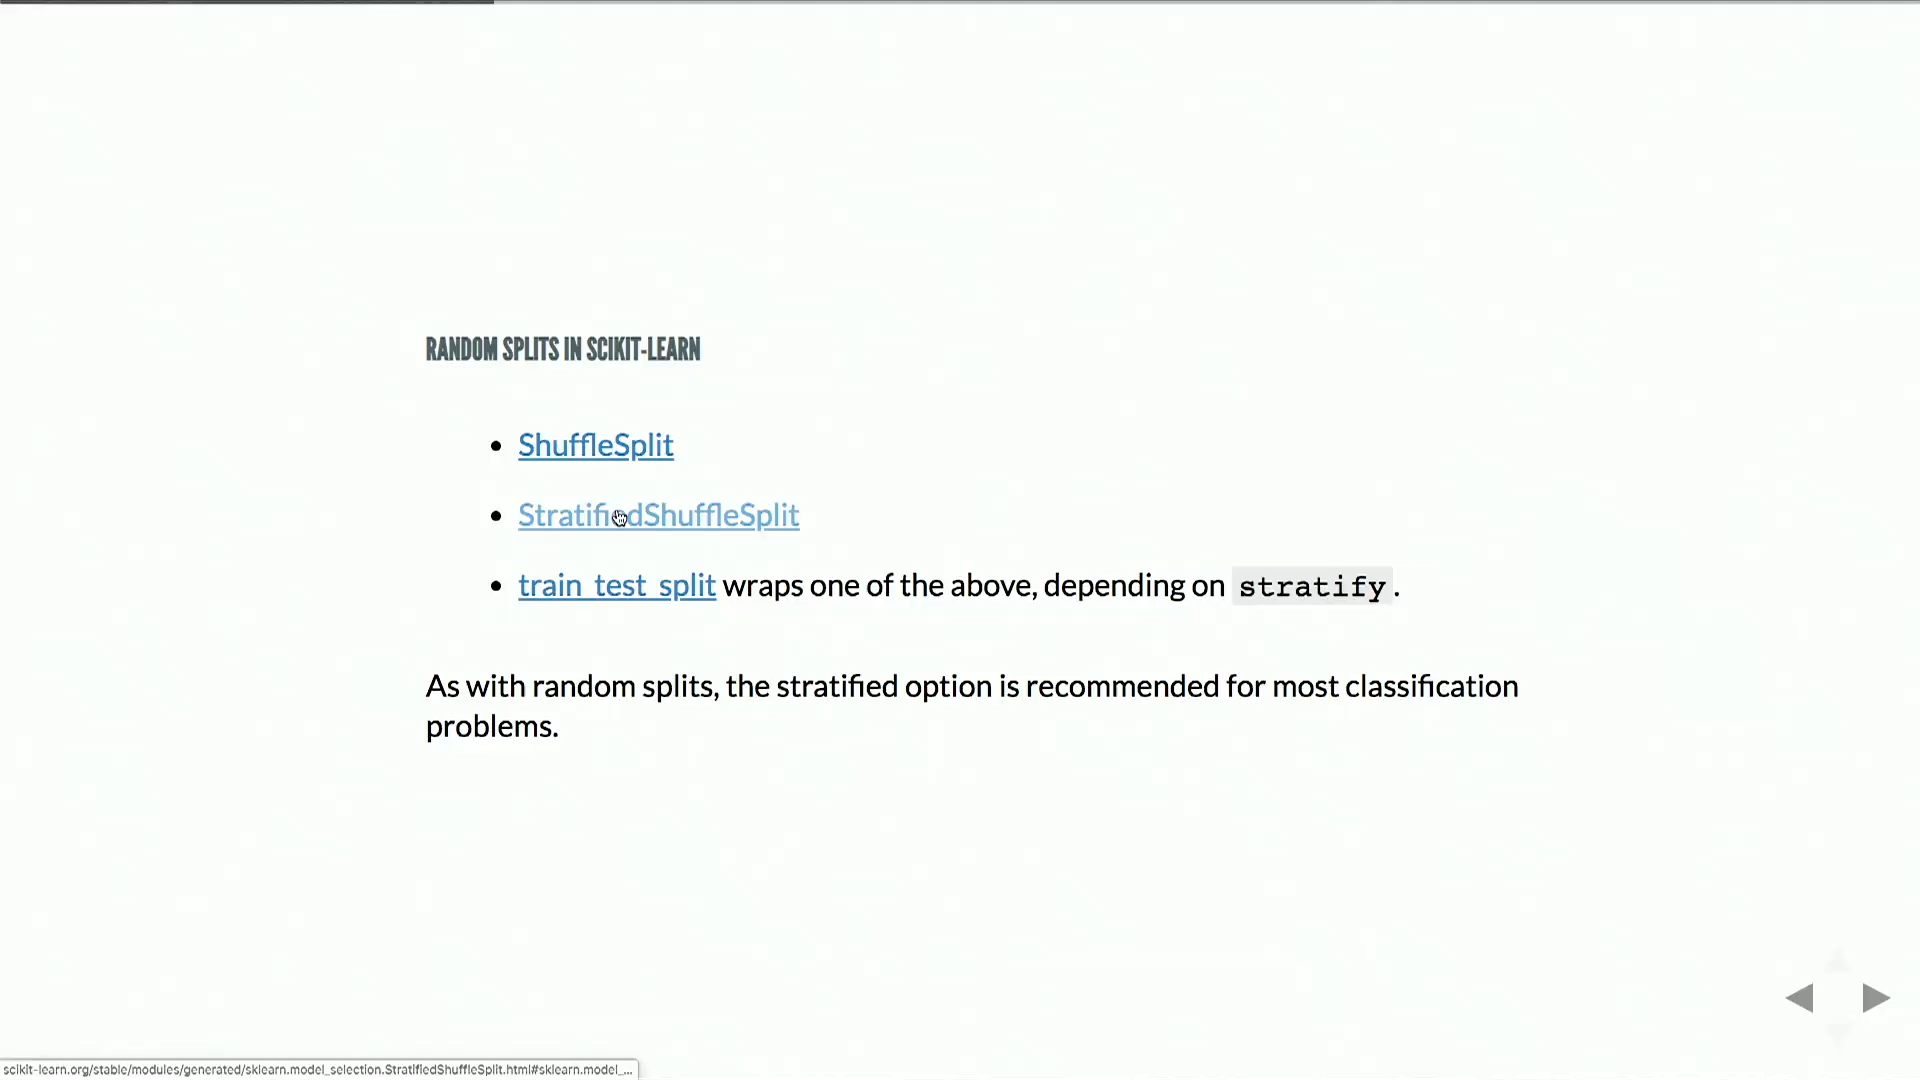 RANDOM SPLITS IN SCIKIT-LEARN
• ShuffleSplit
• StratifiedShuffleSplit
• train_test_split wraps one of the above, depending on stratify.
As with random splits, the stratified option is recommended for most classification
problems.
scikit-learn.org/stable/modules/generated/sklearn.model_selection.StratifiedShuffleSplit.html#sklearn.model_...